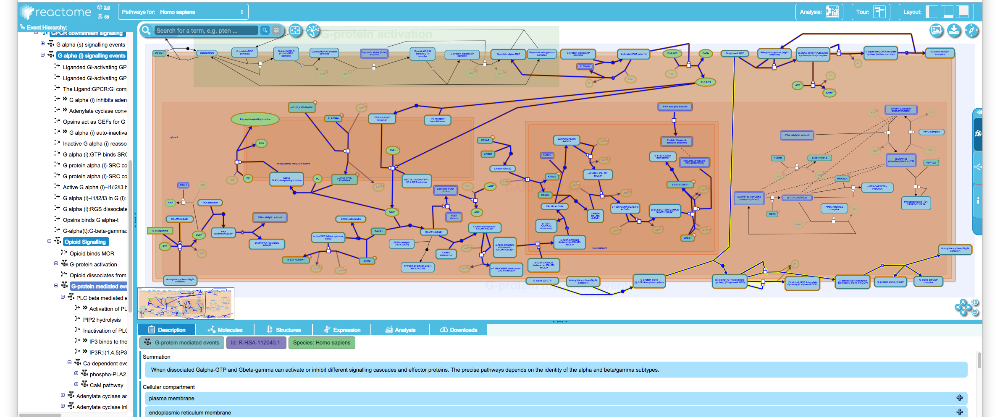 reactome
3.6
68
Pathways for: Homo sapiens
Analysis:
Tour:
Layout:
Event Hierarchy:
GPCR downstream signalling
G alpha (s) signalling events
G alpha (i) signalling events
Liganded Gi-activating GP
Liganded Gi-activating GP
The Ligand:GPCR:Gi com
G alpha (i) inhibits aden
Adenylate cyclase conv
Opsins act as GEFs for G
G alpha (i) auto-inactiva
Inactive G alpha (i) reasso
G alpha (i):GTP binds SRC
G protein alpha (i)-SRC co
G protein alpha (i)-SRC co
Active G alpha (i)–i1/i2/i3 b
G alpha (i)–i1/i2/i3 in G (i):
G alpha (i):RGS dissociate
Opsins binds G alpha-t
G-alpha(t):G-beta-gamma:
Opioid Signalling
Opioid binds MOR
G-protein activation
Opioid dissociates from
G-protein mediated eve
PLC beta mediated e
Activation of PL
PIP2 hydrolysis
Inactivation of PLC
IP3 binds to the
IP3R:I(1,4,5)P3
Ca-dependent eve
phospho-PLA2
CaM pathway
Adenylate cyclase ac
Adenylate cyclase inl
Search for a term, e.g. pten ...
G-protein activation
OPRM1
Opioid:MOR
G protein-GDP
complex
Opioid:MOR:G
protein-GDP
complex
Opioid:MOR:G-protein
complex
G-protein alpha (i/o/z/t)
subunit
Opioid:MOR:G
protein-GTP
complex
G protein alpha:GTP
complex
G-protein alpha:GDP
G-protein beta-gamma
complex
G protein alpha:GTP
complex
Activated PLC beta 1/4
PLC-beta
PI(4,5)P2
DAGs
I(1,4,5)P3
G alpha-olf:GTP
Adenylate cyclase (Mg2+
cofactor)
G alpha-olf:GTP:Adenylate
cyclase (active) complex
G alpha-olf:GDP:Adenylate
cyclase (active) complex
G alpha-olf:GDP
complex
GDP
GTP
GDP
GTP
Pi
H2O
H2O
Pi
ATP
PPi
cAMP
cytosol
2-Lysophosphatidylcholine
p-T185,Y187-MAPK1
PLA2G4A
ATP
ITPR:I(1,4,5)P3
tetramer
IP3 receptor
homotetramer
ARA
Ca2+
endoplasmic reticulum lumen
H2O
PC
Active
PLA2:phosphatidylcholine
PC
p-S505,S727-
PLA2G4A
ADP
AHCYL1:NAD+:ITPR1:
I(1,4,5)P3 tetramer
KPNA2
CAMK4
CAMK4:KPNA2
PKA catalytic subunit
Protein Kinase A,
catalytic subunits
CaMKK:CALM1:
4xCa2+
CaMKK
p-CaMKK:CALM1:
4xCa2+
ATP
ADP
p-S133-CREB1
homodimer
PRKACA (PRKACB,
PRKACG,PRKX)
KPNA2
p-S133-CREB1
DARPP-32 events
CAMK4
CALM1:4xCa2+
CAMK4:
CALM1:
4xCa2+
p-T200-CAMK4:CALM1:
4xCa2+
p-S12,S13,T200-CAMK4:
CALM1:4xCa2+
CREB1
p-T287-
CAMK2G
dodecamer
p-T287-CAMK2G
dodecamer:CALM1:
4xCa2+
nucleoplasm
PKA catalytic subunit
DARPP-32 (and/or
phosphorylated)
PPP3 complex
PDE4B
p-S54-PDE4B
DARPP-32
phosphorylated on T34
PPP1CA
PRKACA
p-T75-DARPP32s:
PRKACA
DARPP-32 (for CDK5
phosphorylation)
p-T75-DARPP32s
Phosphorylated (T34)
DARPP-32:PP1A
CDK5
PP2A-ABdeltaC
complex
H2O
PDE 4
H2O
AMP
PKA tetramer
CALM1:4xCa2+
G-betagamma
cAMP
ATP
PPi
PKA
tetramer:4xcAMP
PKA catalytic subunit
cAMP:PKA regulatory
subunit
Adenylate cyclase (Mg2+
cofactor)
GRK2:calmodulin
active PKC (alpha, gamma,
delta)
CALM1
p-S29-ADRBK1
GRK2
ADP
ATP
Ca2+
activated PDE1
dimers
PDE1
dimers
H2O
cAMP
AMP
CALM1:4xCa2+
PP2B catalytic
(Fe3+, Zn2+)
PPP3CA,B,C:Fe3+:Zn2+:
4xCa2+:CaM
CaMKII
dodecamer
CaMKII dodecamer:
CALM1:4xCa2+
ATP
ADP
p-T287-CAMK2G
dodecamer:
CALM1:4xCa2+
p-T286-CaMKII dodecamer:
CALM1:4xCa2+
p-T287-CAMK2B
dodecamer:CALM1:
4xCa2+
G alpha (i): GTP
Adenylate cyclase (Mg2+
cofactor)
G-protein alpha
(i):GTP:Adenylate cyclase
G-protein mediated events
(Gi alpha1:GTP:Adenylate
cyclase):(G alpha-olf:GTP)
(Gi alpha1:GTP:Adenylate
cyclase):(G alpha-olf:GDP)
(Gi alpha1:GDP:Adenylate
cyclase):(G alpha-olf:GDP)
G-protein alpha (i):GDP
G alpha-olf:GDP
complex
Adenylate cyclase (Mg2+
cofactor)
Pi
Description
Molecules
Structures
Expression
Analysis
Downloads
G-protein mediated events
Id: R-HSA-112040.1
Species: Homo sapiens
Summation
When dissociated Galpha-GTP and Gbeta-gamma can activate or inhibit different signalling cascades and effector proteins. The precise pathways depends on the identity of the alpha and beta/gamma subtypes.
Cellular compartment
plasma membrane
endoplasmic reticulum membrane